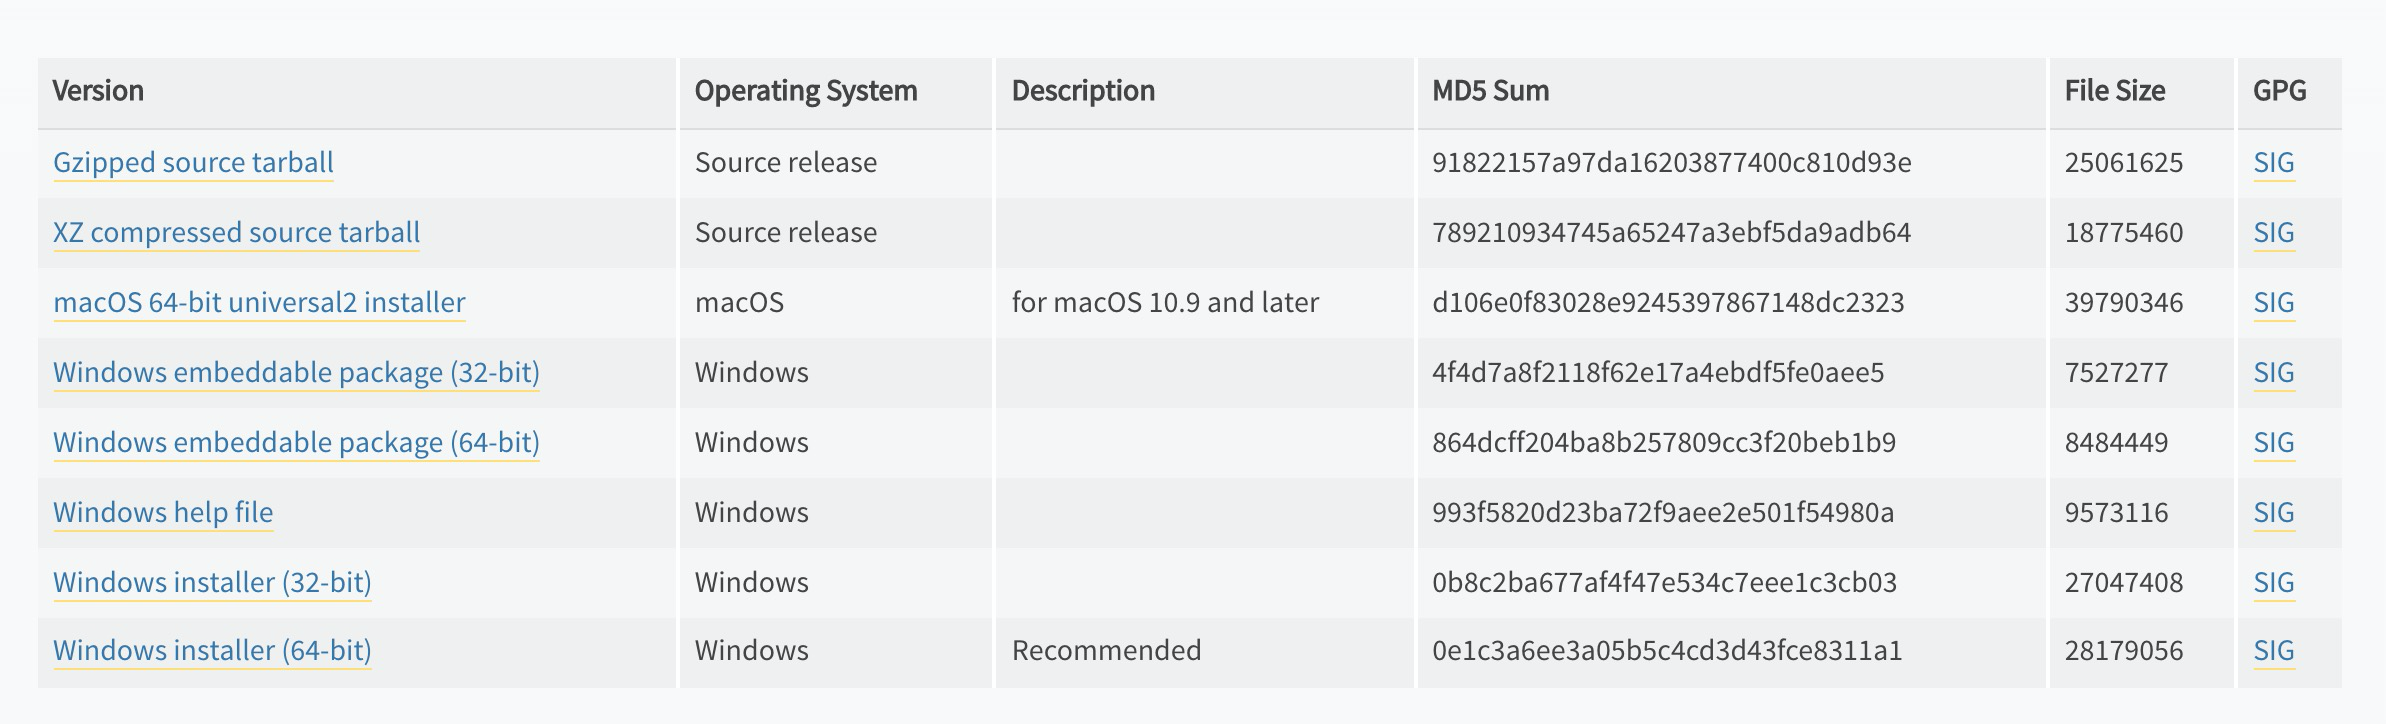 Version Operating System Description MD5 Sum File Size GPG
Gzipped source tarball Source release 91822157a97da16203877400c810d93e 25061625 SIG
XZ compressed source tarball Source release 789210934745a65247a3ebf5da9adb64 18775460 SIG
macOS 64-bit universal2 installer macOS for macOS 10.9 and later d106e0f83028e9245397867148dc2323 39790346 SIG
Windows embeddable package (32-bit) Windows 4f4d7a8f2118f62e17a4ebdf5fe0aee5 7527277 SIG
Windows embeddable package (64-bit) Windows 864dcff204ba8b257809cc3f20beb1b9 8484449 SIG
Windows help file Windows 993f5820d23ba72f9aee2e501f54980a 9573116 SIG
Windows installer (32-bit) Windows 0b8c2ba677af4f47e534c7eee1c3cb03 27047408 SIG
Windows installer (64-bit) Windows Recommended 0e1c3a6ee3a05b5c4cd3d43fce8311a1 28179056 SIG